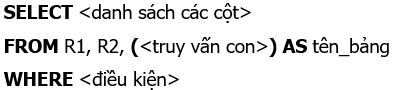 SELECT <danh sách các cột>
FROM R1, R2, (<truy vấn con>) AS tên_bảng
WHERE <điều kiện>